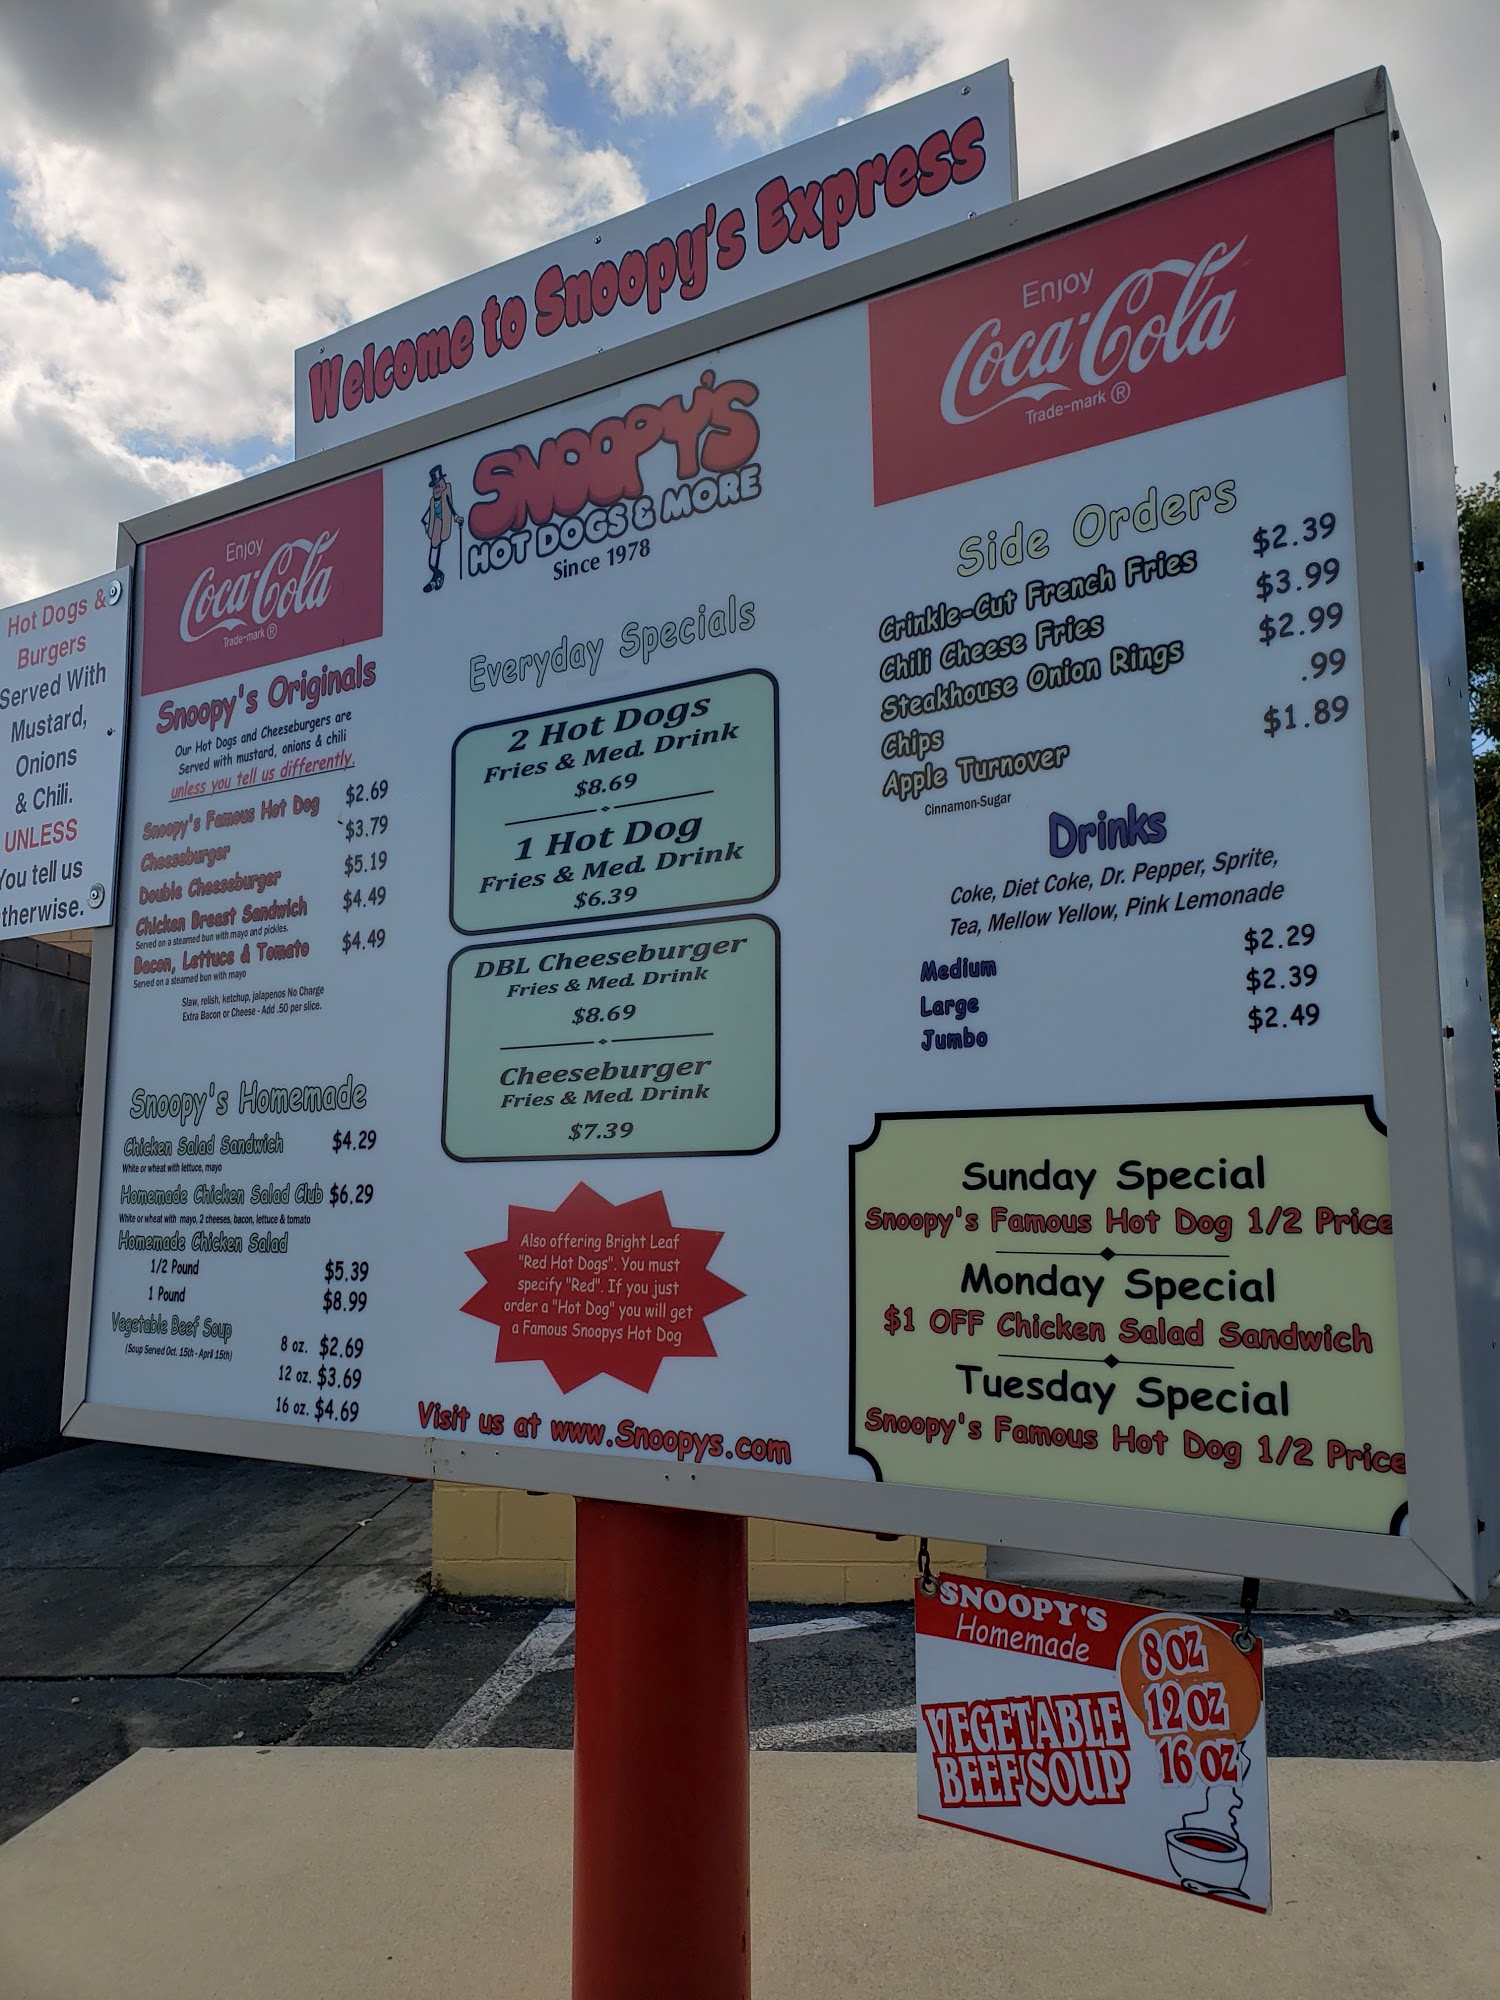 Welcome to Snoopy's Express
Hot Dogs &
Burgers
Served With
Mustard,
Onions
& Chili.
UNLESS
You tell us
therwise.
Enjoy
Coca-Cola
Trade-mark ®
Snoopy's Originals
Our Hot Dogs and Cheeseburgers are
Served with mustard, onions & chili
unless you tell us differently.
Snoopy's Famous Hot Dog $2.69
Cheeseburger $3.79
Double Cheeseburger $5.19
Chicken Breast Sandwich $4.49
Served on a steamed bun with mayo and pickles.
Bacon, Lettuce & Tomato $4.49
Served on a steamed bun with mayo
Slaw, relish, ketchup, jalapenos No Charge
Extra Bacon or Cheese - Add .50 per slice.
Snoopy's Homemade
Chicken Salad Sandwich $4.29
White or wheat with lettuce, mayo
Homemade Chicken Salad Club $6.29
White or wheat with mayo, 2 cheeses, bacon, lettuce & tomato
Homemade Chicken Salad
1/2 Pound $5.39
1 Pound $8.99
Vegetable Beef Soup
(Soup Served Oct. 15th - April 15th)
8 oz. $2.69
12 oz. $3.69
16 oz. $4.69
SNOOPY'S
HOT DOGS & MORE
Since 1978
Everyday Specials
2 Hot Dogs
Fries & Med. Drink
$8.69
1 Hot Dog
Fries & Med. Drink
$6.39
DBL Cheeseburger
Fries & Med. Drink
$8.69
Cheeseburger
Fries & Med. Drink
$7.39
Also offering Bright Leaf
"Red Hot Dogs". You must
specify "Red". If you just
order a "Hot Dog" you will get
a Famous Snoopys Hot Dog
Visit us at www.Snoopys.com
Enjoy
Coca-Cola
Trade-mark ®
Side Orders
Crinkle-Cut French Fries $2.39
Chili Cheese Fries $3.99
Steakhouse Onion Rings $2.99
Chips .99
Apple Turnover $1.89
Cinnamon-Sugar
Drinks
Coke, Diet Coke, Dr. Pepper, Sprite,
Tea, Mellow Yellow, Pink Lemonade
Medium $2.29
Large $2.39
Jumbo $2.49
Sunday Special
Snoopy's Famous Hot Dog 1/2 Price
Monday Special
$1 OFF Chicken Salad Sandwich
Tuesday Special
Snoopy's Famous Hot Dog 1/2 Price
SNOOPY'S
Homemade
VEGETABLE
BEEF SOUP
8 OZ
12 OZ
16 OZ